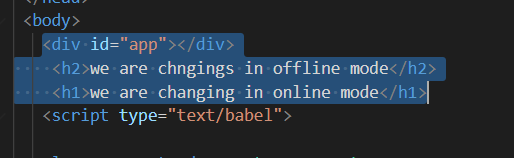 <body>
<div id="app"></div>
<h2>we are chngings in offline mode</h2>
<h1>we are changing in online mode</h1>
<script type="text/babel">